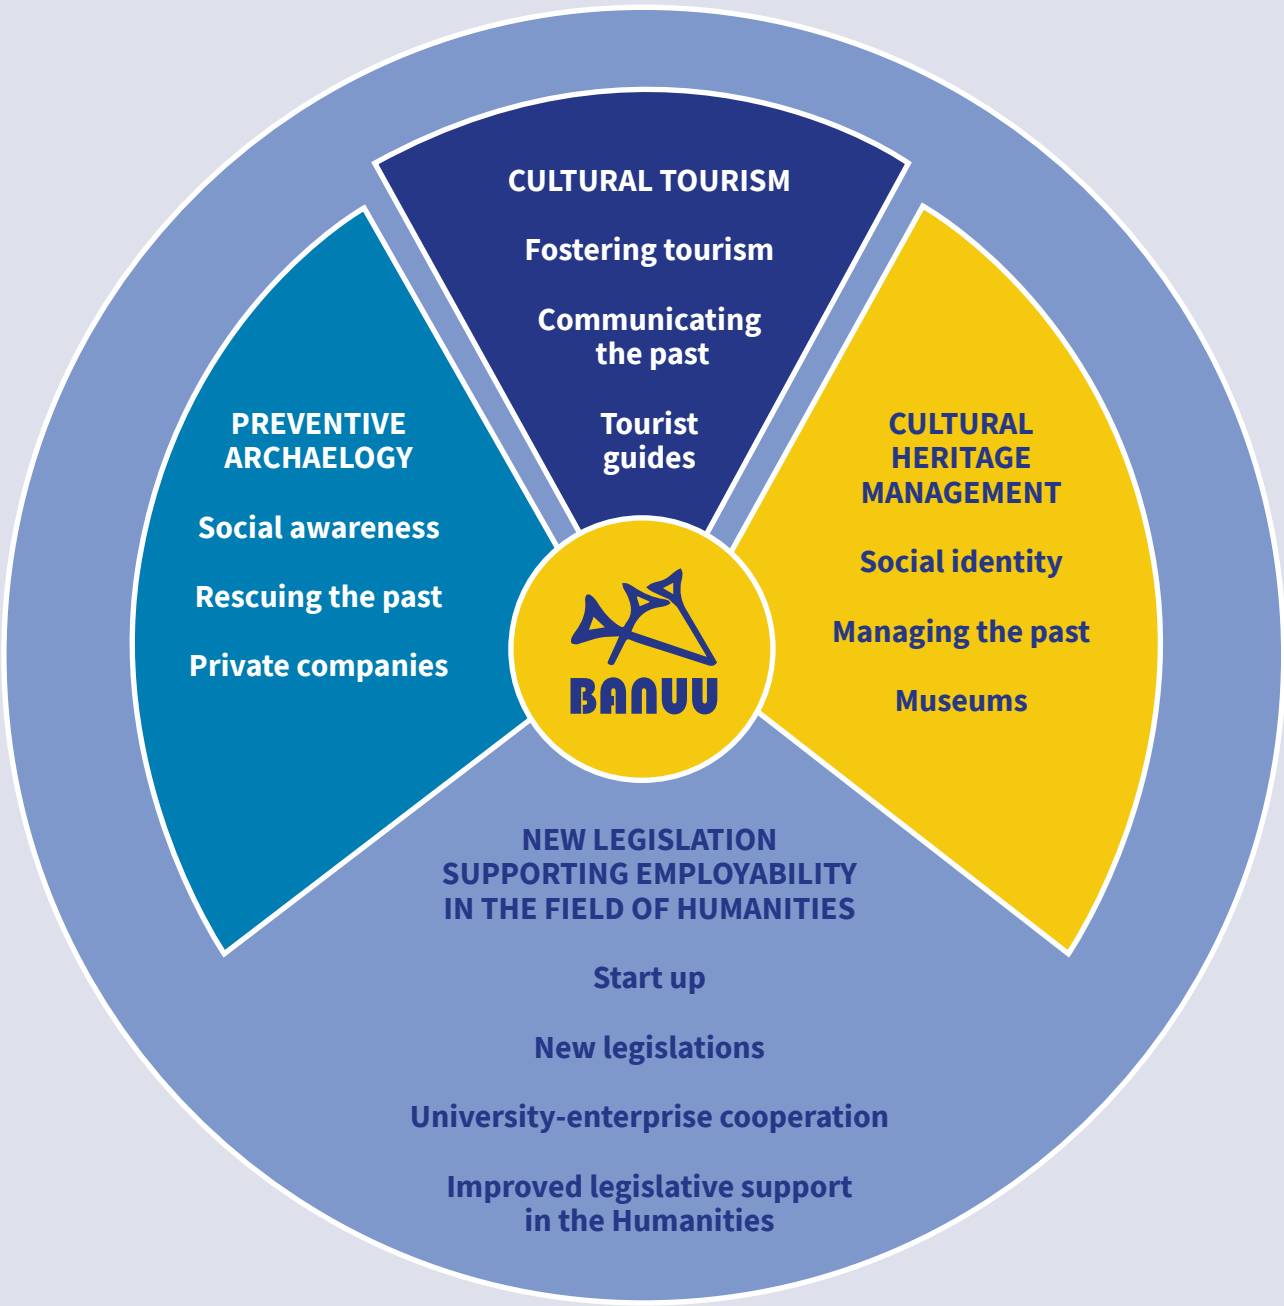 CULTURAL TOURISM
Fostering tourism
Communicating
the past
Tourist
guides
PREVENTIVE
ARCHAELOGY
Social awareness
Rescuing the past
Private companies
CULTURAL
HERITAGE
MANAGEMENT
Social identity
Managing the past
Museums
BANUU
NEW LEGISLATION
SUPPORTING EMPLOYABILITY
IN THE FIELD OF HUMANITIES
Start up
New legislations
University-enterprise cooperation
Improved legislative support
in the Humanities